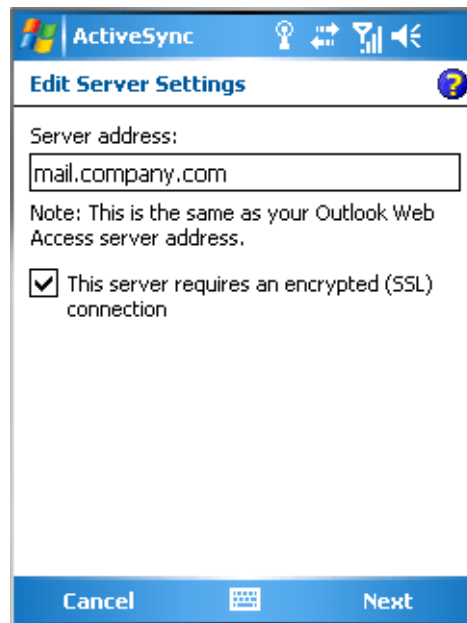 ActiveSync
Edit Server Settings
?
Server address:
mail.company.com
Note: This is the same as your Outlook Web
Access server address.
This server requires an encrypted (SSL)
connection
Cancel
Next